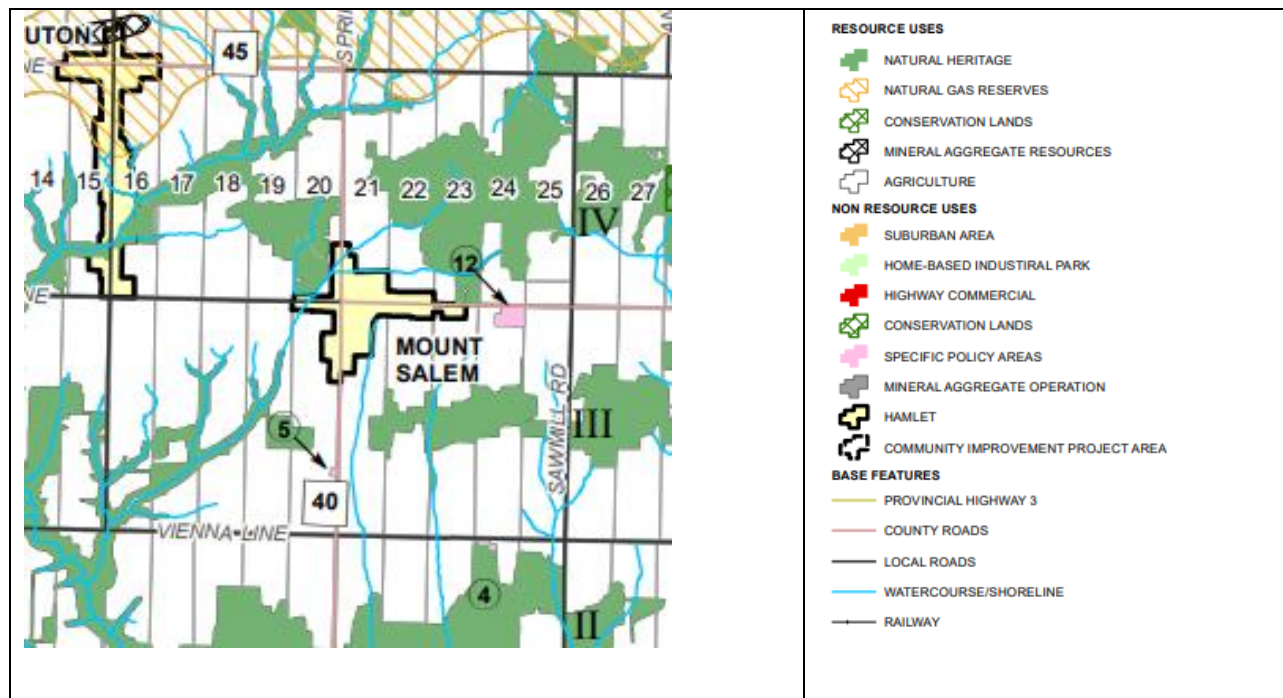 UTON
NE
45
SPRI
14 15 16 17 18 19 20 21 22 23 24 25 26 27
IV
12
NE
MOUNT
SALEM
SAWMILL RD
III
5
40
VIENNA LINE
4
II
RESOURCE USES
NATURAL HERITAGE
NATURAL GAS RESERVES
CONSERVATION LANDS
MINERAL AGGREGATE RESOURCES
AGRICULTURE
NON RESOURCE USES
SUBURBAN AREA
HOME-BASED INDUSTIRAL PARK
HIGHWAY COMMERCIAL
CONSERVATION LANDS
SPECIFIC POLICY AREAS
MINERAL AGGREGATE OPERATION
HAMLET
COMMUNITY IMPROVEMENT PROJECT AREA
BASE FEATURES
PROVINCIAL HIGHWAY 3
COUNTY ROADS
LOCAL ROADS
WATERCOURSE/SHORELINE
RAILWAY